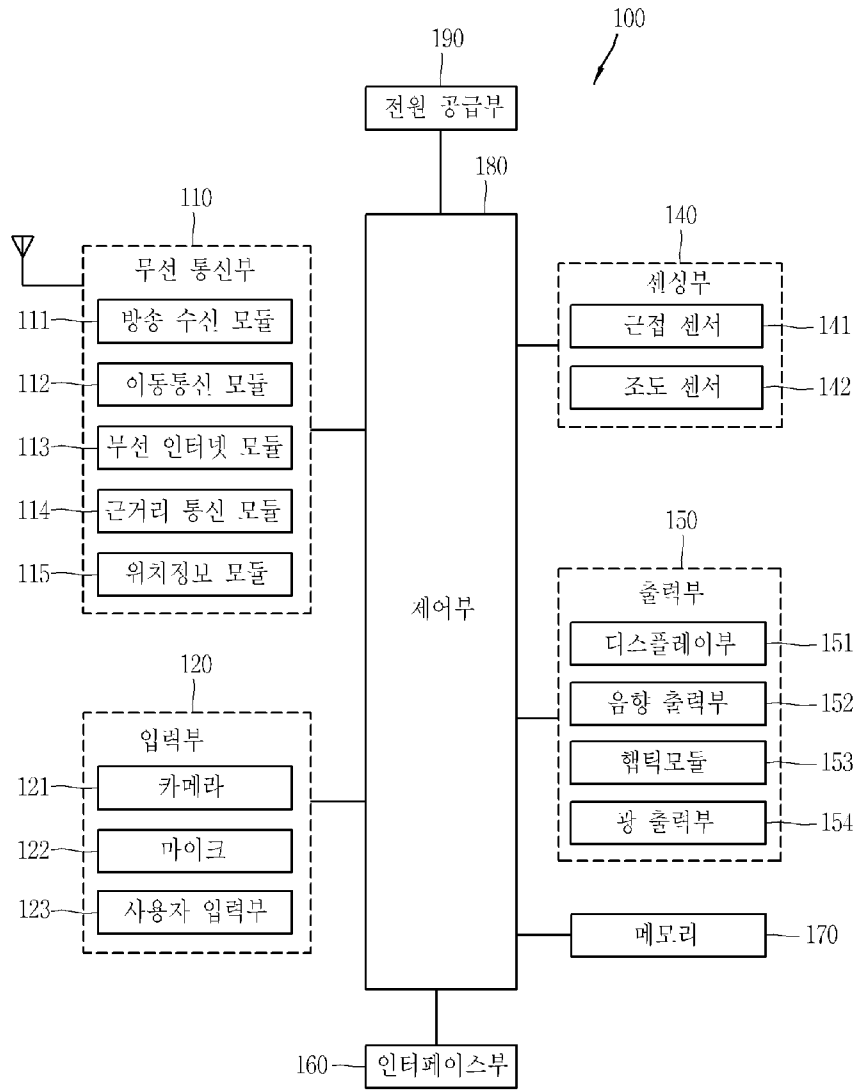 100
190
전원 공급부
180
110
무선 통신부
111 방송 수신 모듈
112 이동통신 모듈
113 무선 인터넷 모듈
114 근거리 통신 모듈
115 위치정보 모듈
120
입력부
121 카메라
122 마이크
123 사용자 입력부
제어부
140
센싱부
근접 센서 141
조도 센서 142
150
출력부
디스플레이부 151
음향 출력부 152
햅틱모듈 153
광 출력부 154
메모리 170
160 인터페이스부